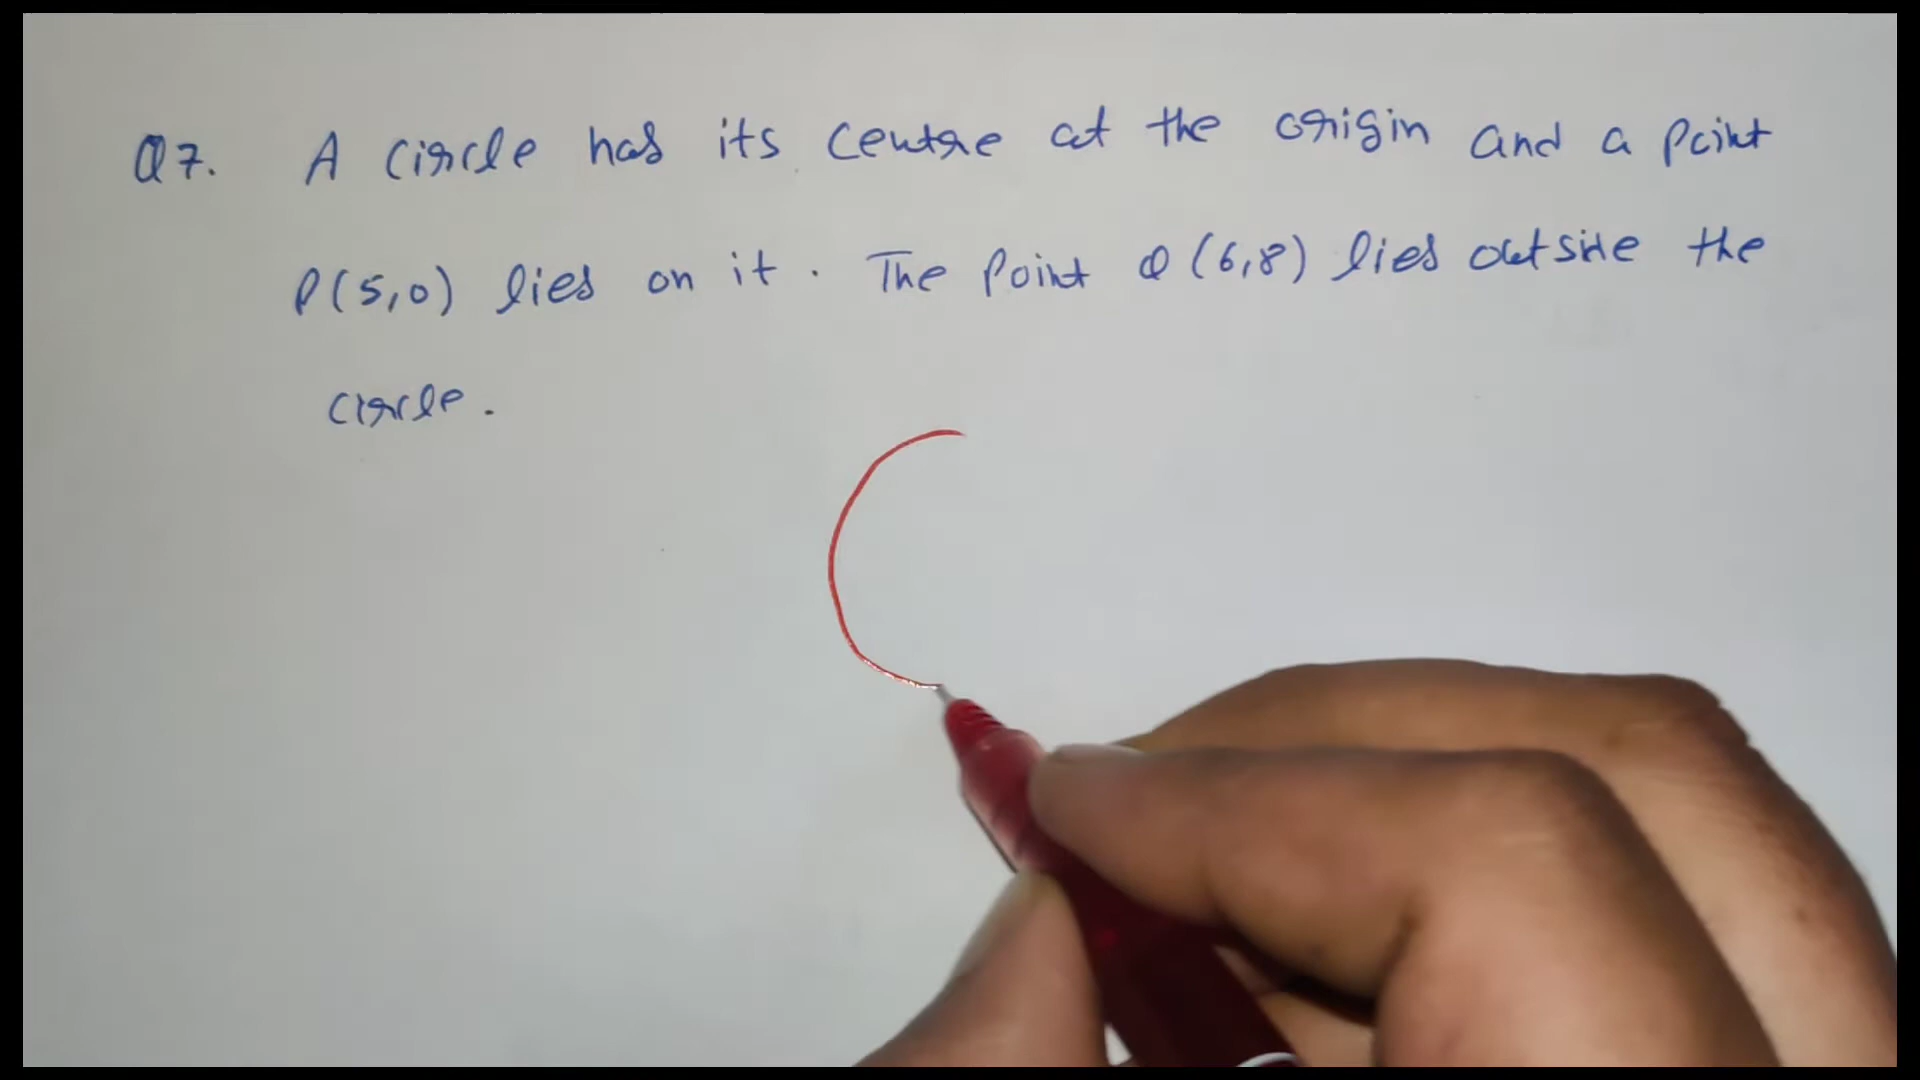 Q7. A circle has its centre at the origin and a point
P(5,0) lies on it. The point Q(6,8) lies outside the
circle.